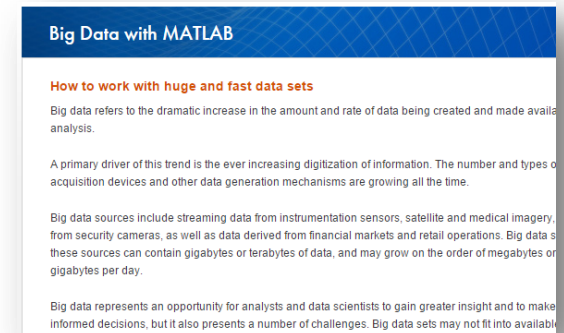 Big Data with MATLAB
How to work with huge and fast data sets
Big data refers to the dramatic increase in the amount and rate of data being created and made
analysis.
A primary driver of this trend is the ever increasing digitization of information. The number and types
acquisition devices and other data generation mechanisms are growing all the time.
Big data sources include streaming data from instrumentation sensors, satellite and medical imagery,
from security cameras, as well as data derived from financial markets and retail operations. Big data
these sources can contain gigabytes or terabytes of data, and may grow on the order of megabytes or
gigabytes per day.
Big data represents an opportunity for analysts and data scientists to gain greater insight and to make
informed decisions, but it also presents a number of challenges. Big data sets may not fit into available